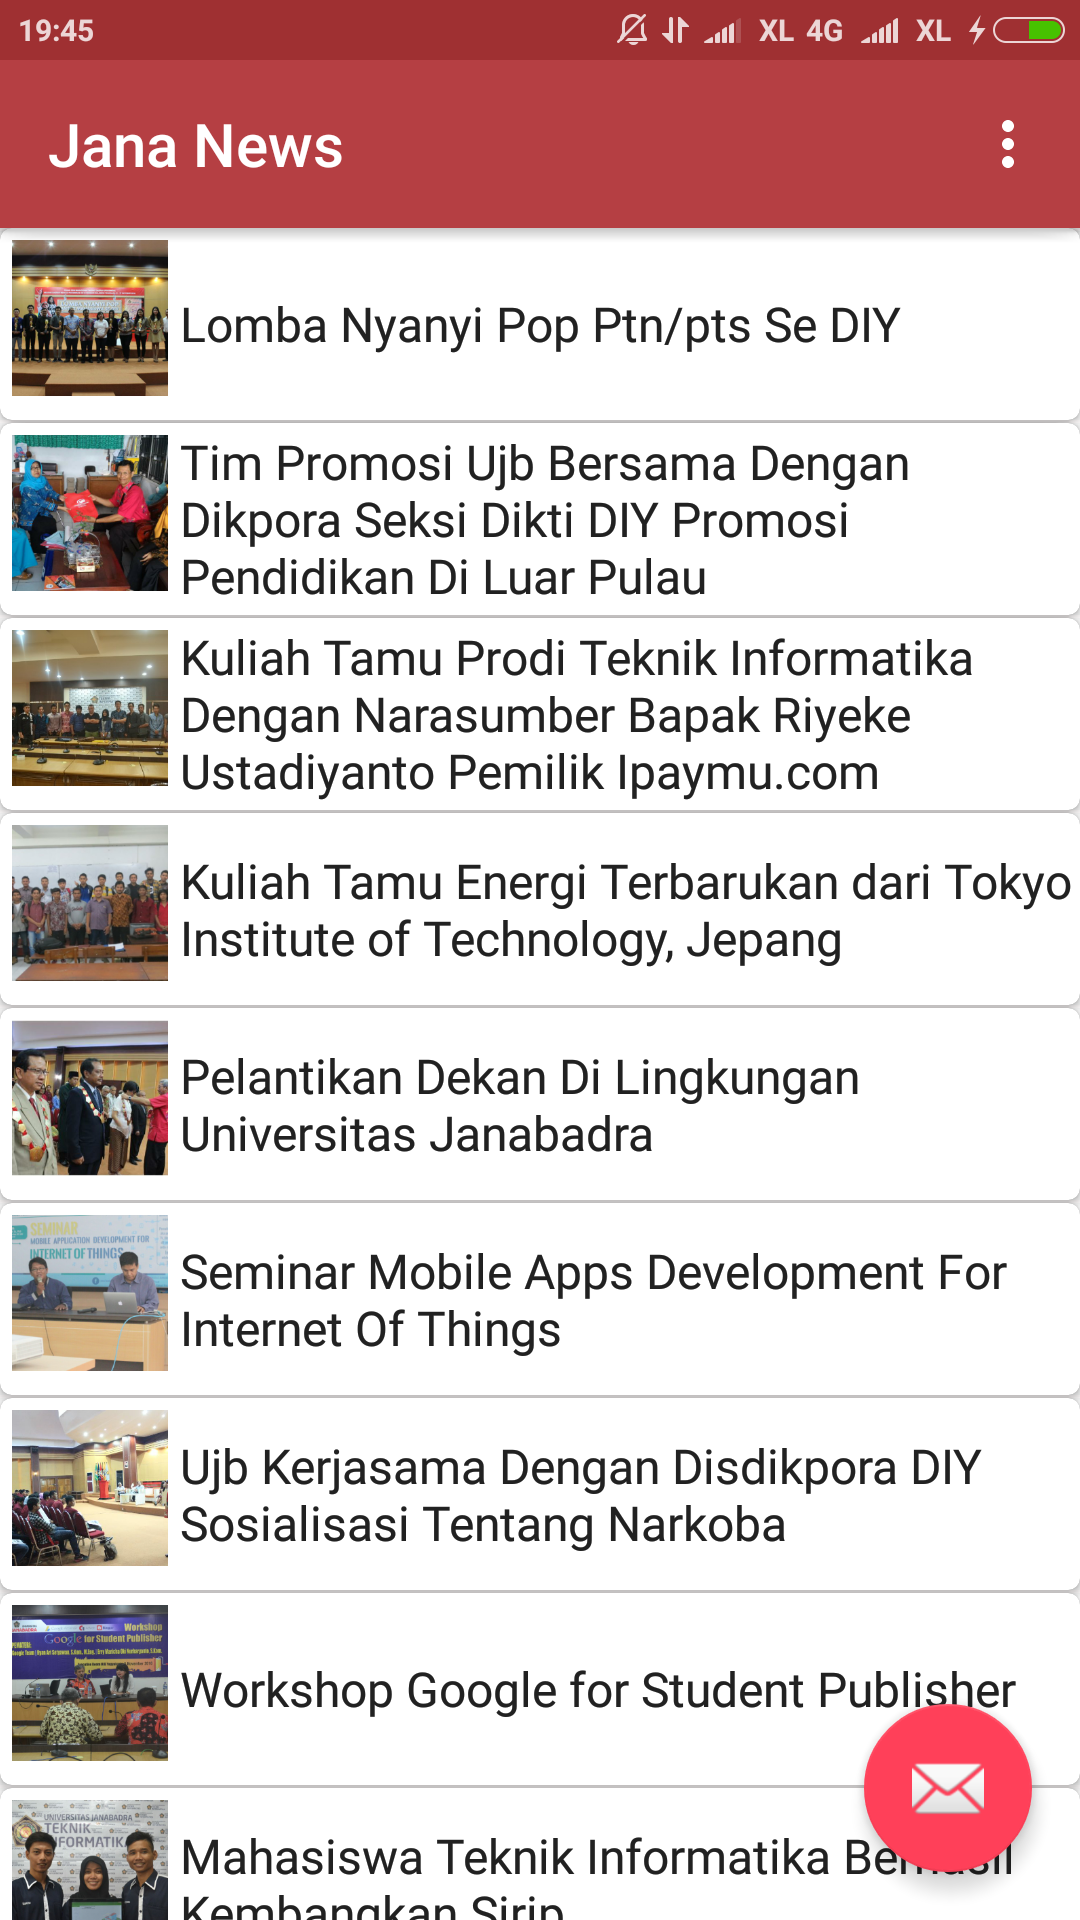 19:45 XL 4G XL
Jana News
Lomba Nyanyi Pop Ptn/pts Se DIY
Tim Promosi Ujb Bersama Dengan
Dikpora Seksi Dikti DIY Promosi
Pendidikan Di Luar Pulau
Kuliah Tamu Prodi Teknik Informatika
Dengan Narasumber Bapak Riyeke
Ustadiyanto Pemilik Ipaymu.com
Kuliah Tamu Energi Terbarukan dari Tokyo
Institute of Technology, Jepang
Pelantikan Dekan Di Lingkungan
Universitas Janabadra
SEMINAR
MOBILE APPLICATION DEVELOPMENT FOR
INTERNET OF THINGS
Seminar Mobile Apps Development For
Internet Of Things
Ujb Kerjasama Dengan Disdikpora DIY
Sosialisasi Tentang Narkoba
Workshop
Google for Student Publisher
Workshop Google for Student Publisher
UNIVERSITAS JANABADRA
TEKNIK
INFORMATIKA
Mahasiswa Teknik Informatika Berhasil
Kembangkan Sirip